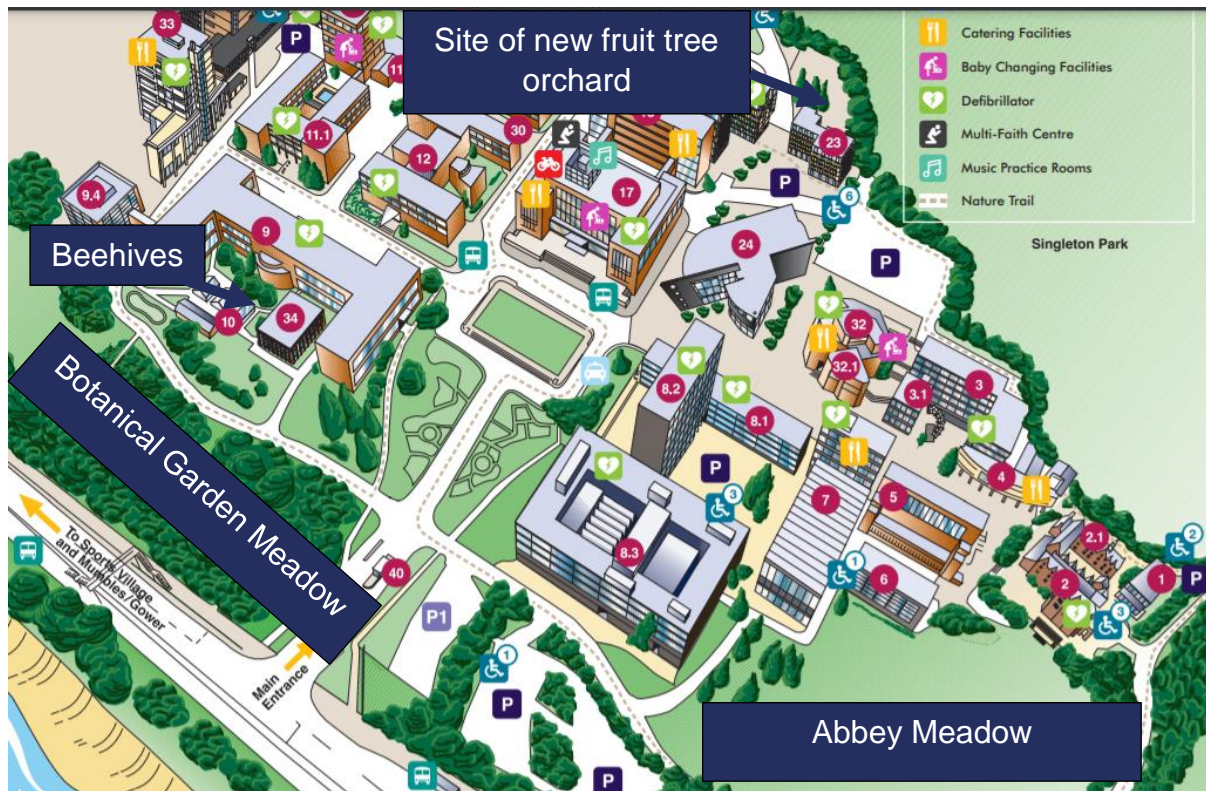 33
P
Site of new fruit tree
orchard
Catering Facilities
Baby Changing Facilities
Defibrillator
Multi-Faith Centre
Music Practice Rooms
Nature Trail
Singleton Park
11.1
30
12
23
P
6
9.4
17
9
24
P
Beehives
10
34
32
32.1
8.2
8.1
3.1
3
Botanical Garden Meadow
P
3
7
5
4
To Sports Village
and Mumbles/Gower
40
8.3
1
6
2.1
2
1
2
P
3
P1
Main
Entrance
1
P
Abbey Meadow
P